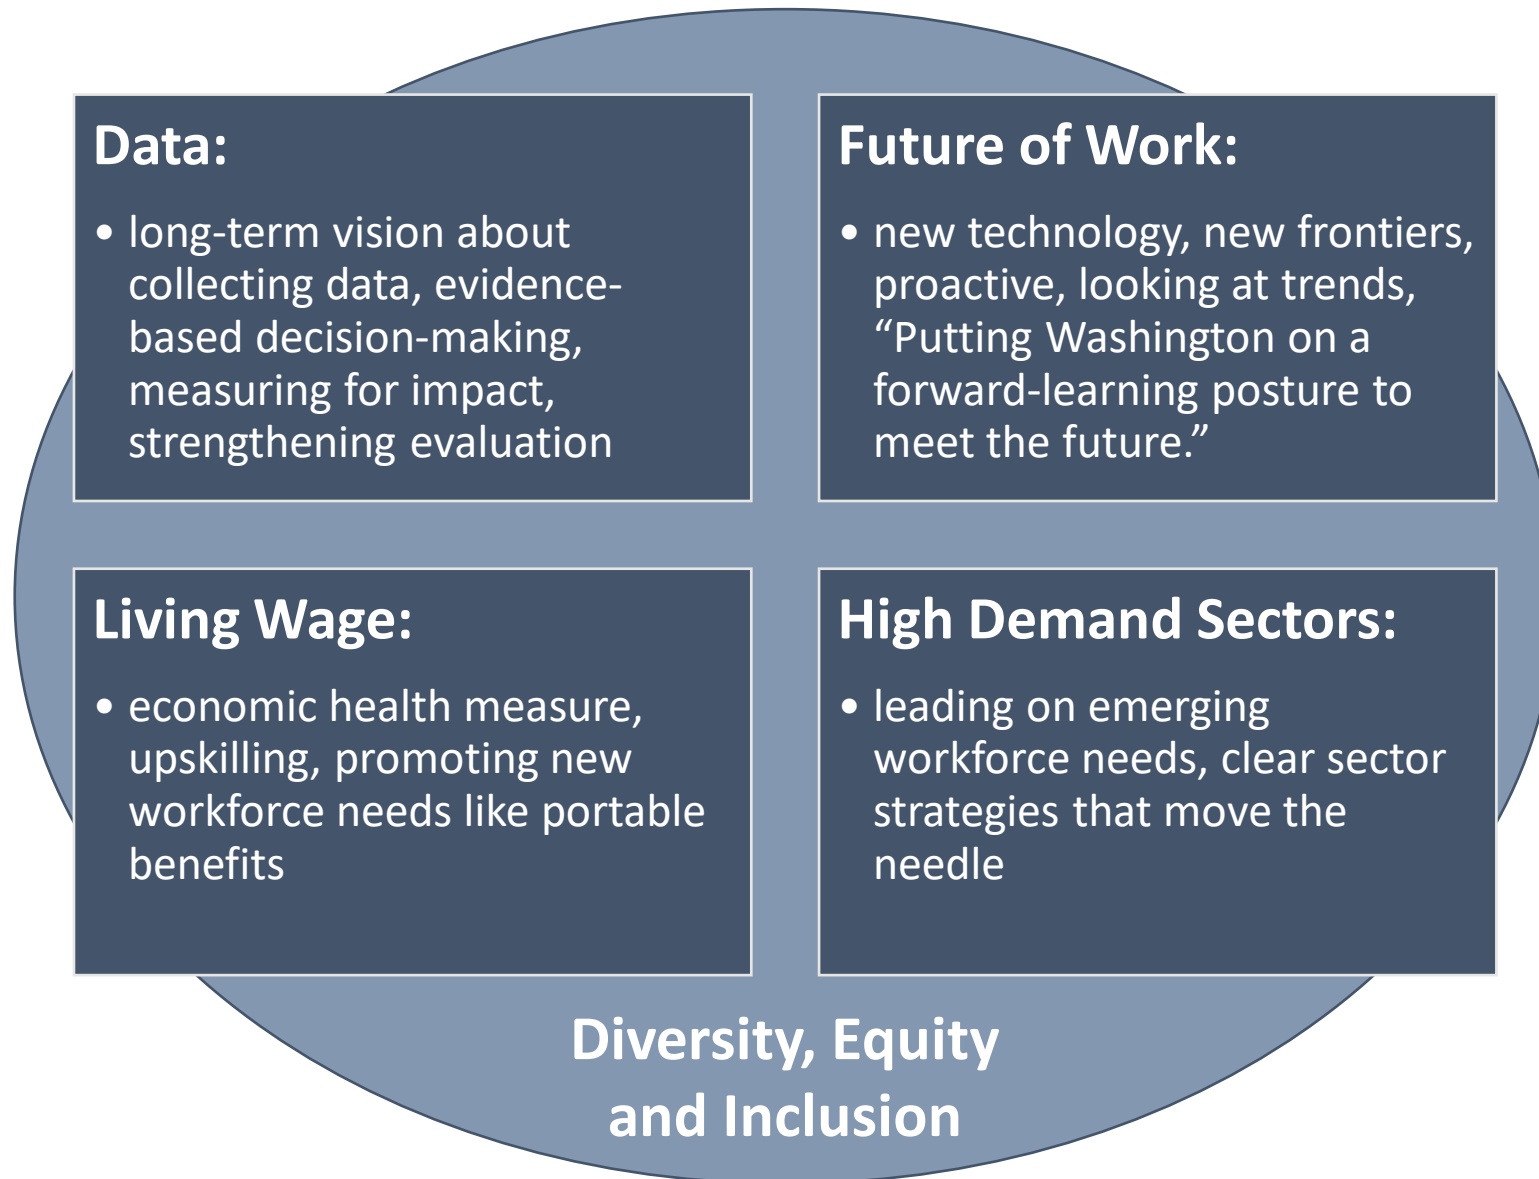 Data:
• long-term vision about
collecting data, evidence-
based decision-making,
measuring for impact,
strengthening evaluation
Future of Work:
• new technology, new frontiers,
proactive, looking at trends,
“Putting Washington on a
forward-learning posture to
meet the future.”
Living Wage:
• economic health measure,
upskilling, promoting new
workforce needs like portable
benefits
High Demand Sectors:
• leading on emerging
workforce needs, clear sector
strategies that move the
needle
Diversity, Equity
and Inclusion